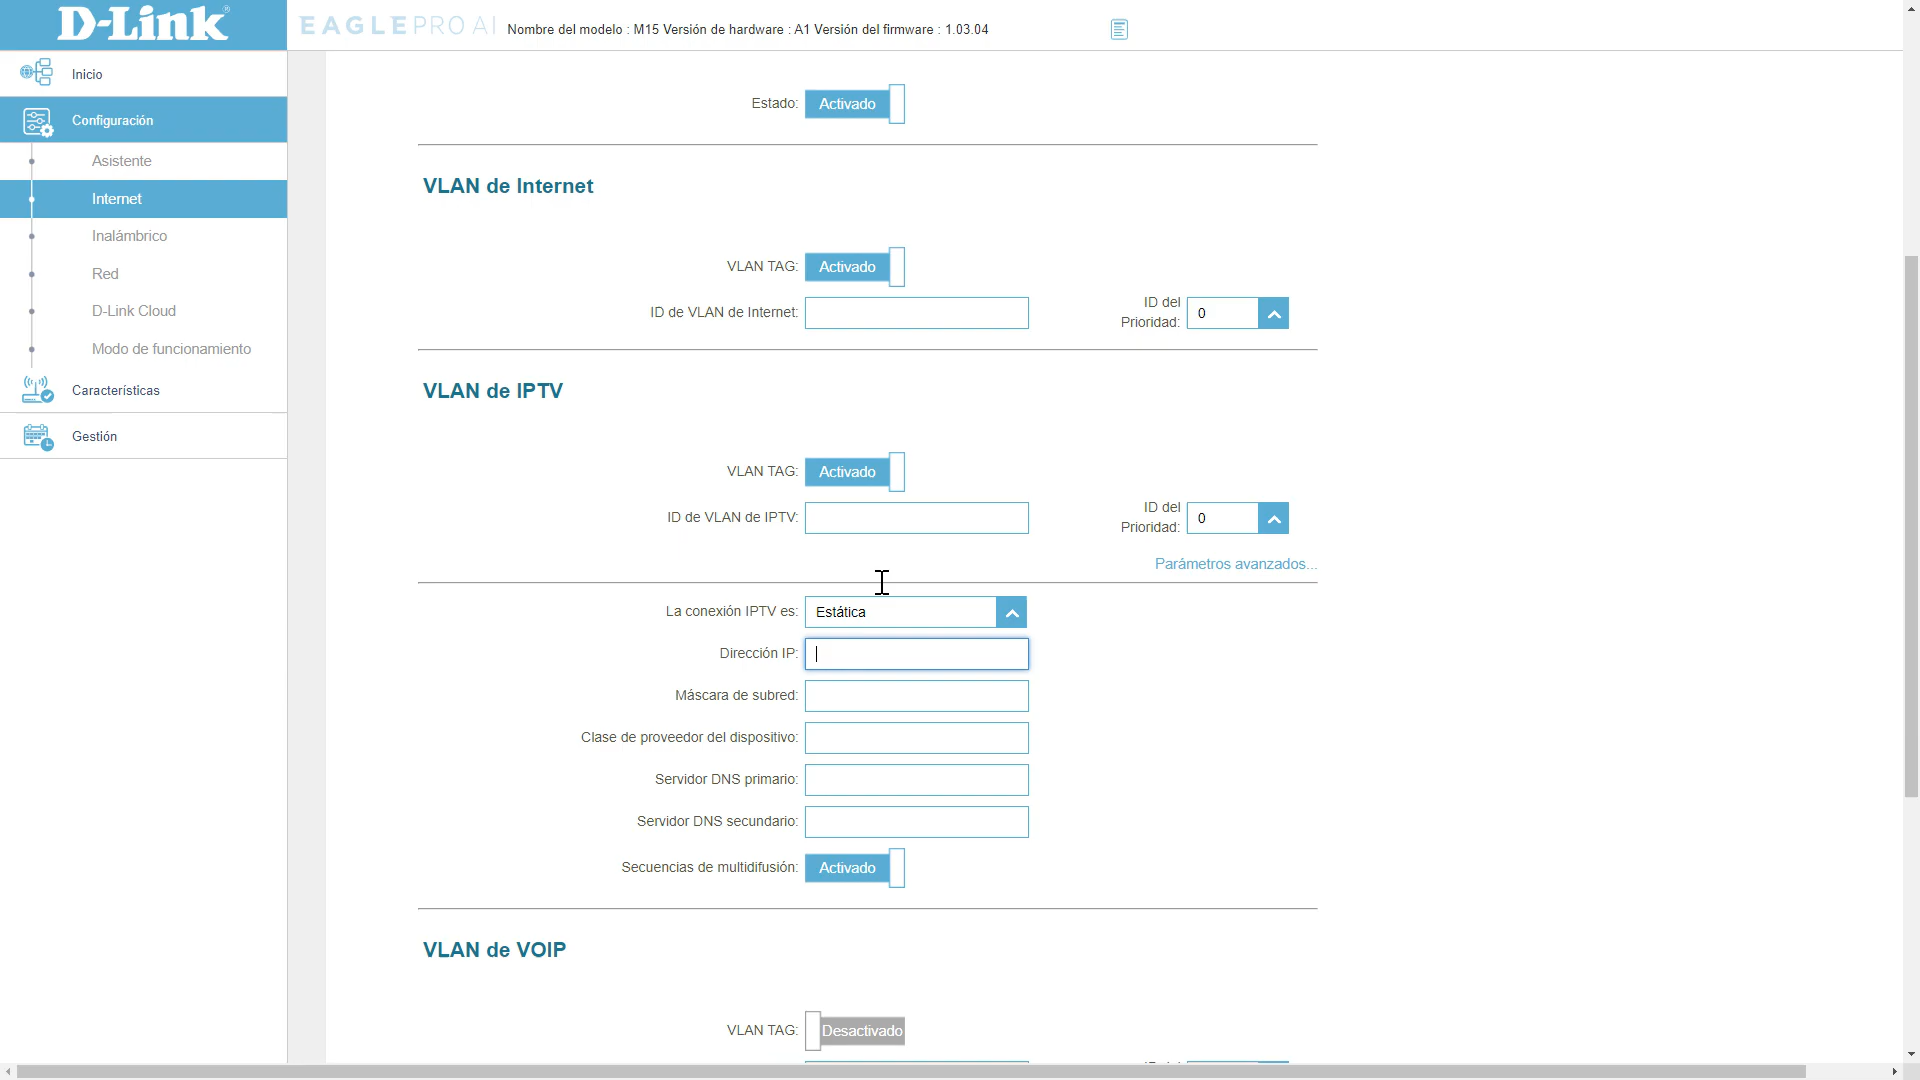 D-Link®
EAGLE PRO AI
Nombre del modelo : M15 Versión de hardware : A1 Versión del firmware : 1.03.04
Inicio
Configuración
Asistente
Internet
Inalámbrico
Red
D-Link Cloud
Modo de funcionamiento
Características
Gestión
Estado: Activado
VLAN de Internet
VLAN TAG: Activado
ID de VLAN de Internet:
ID del Prioridad: 0
VLAN de IPTV
VLAN TAG: Activado
ID de VLAN de IPTV:
ID del Prioridad: 0
Parámetros avanzados...
La conexión IPTV es: Estática
Dirección IP:
Máscara de subred:
Clase de proveedor del dispositivo:
Servidor DNS primario:
Servidor DNS secundario:
Secuencias de multidifusión: Activado
VLAN de VOIP
VLAN TAG: Desactivado